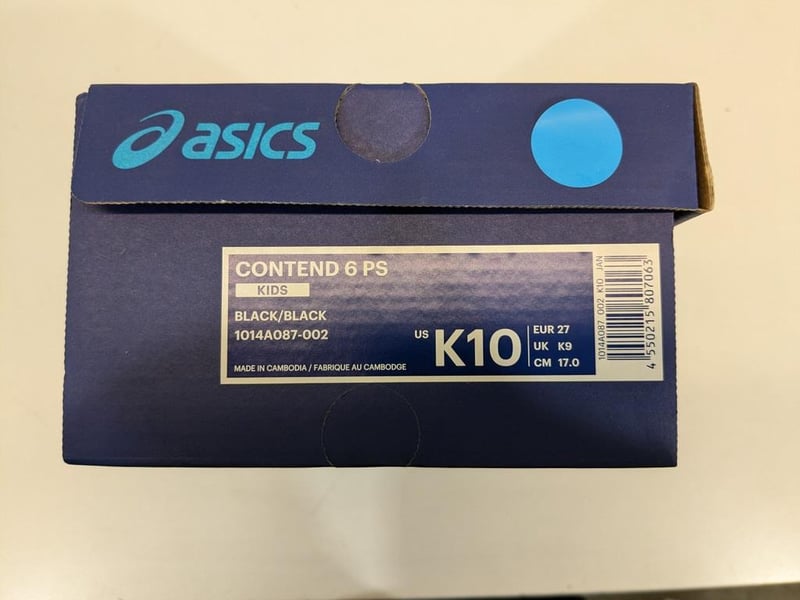 asics
CONTEND 6 PS
KIDS
BLACK/BLACK
1014A087-002
MADE IN CAMBODIA / FABRIQUE AU CAMBODGE
US K10
EUR 27
UK K9
CM 17.0
1014A087 002 K10 JAN
4 550215 807063